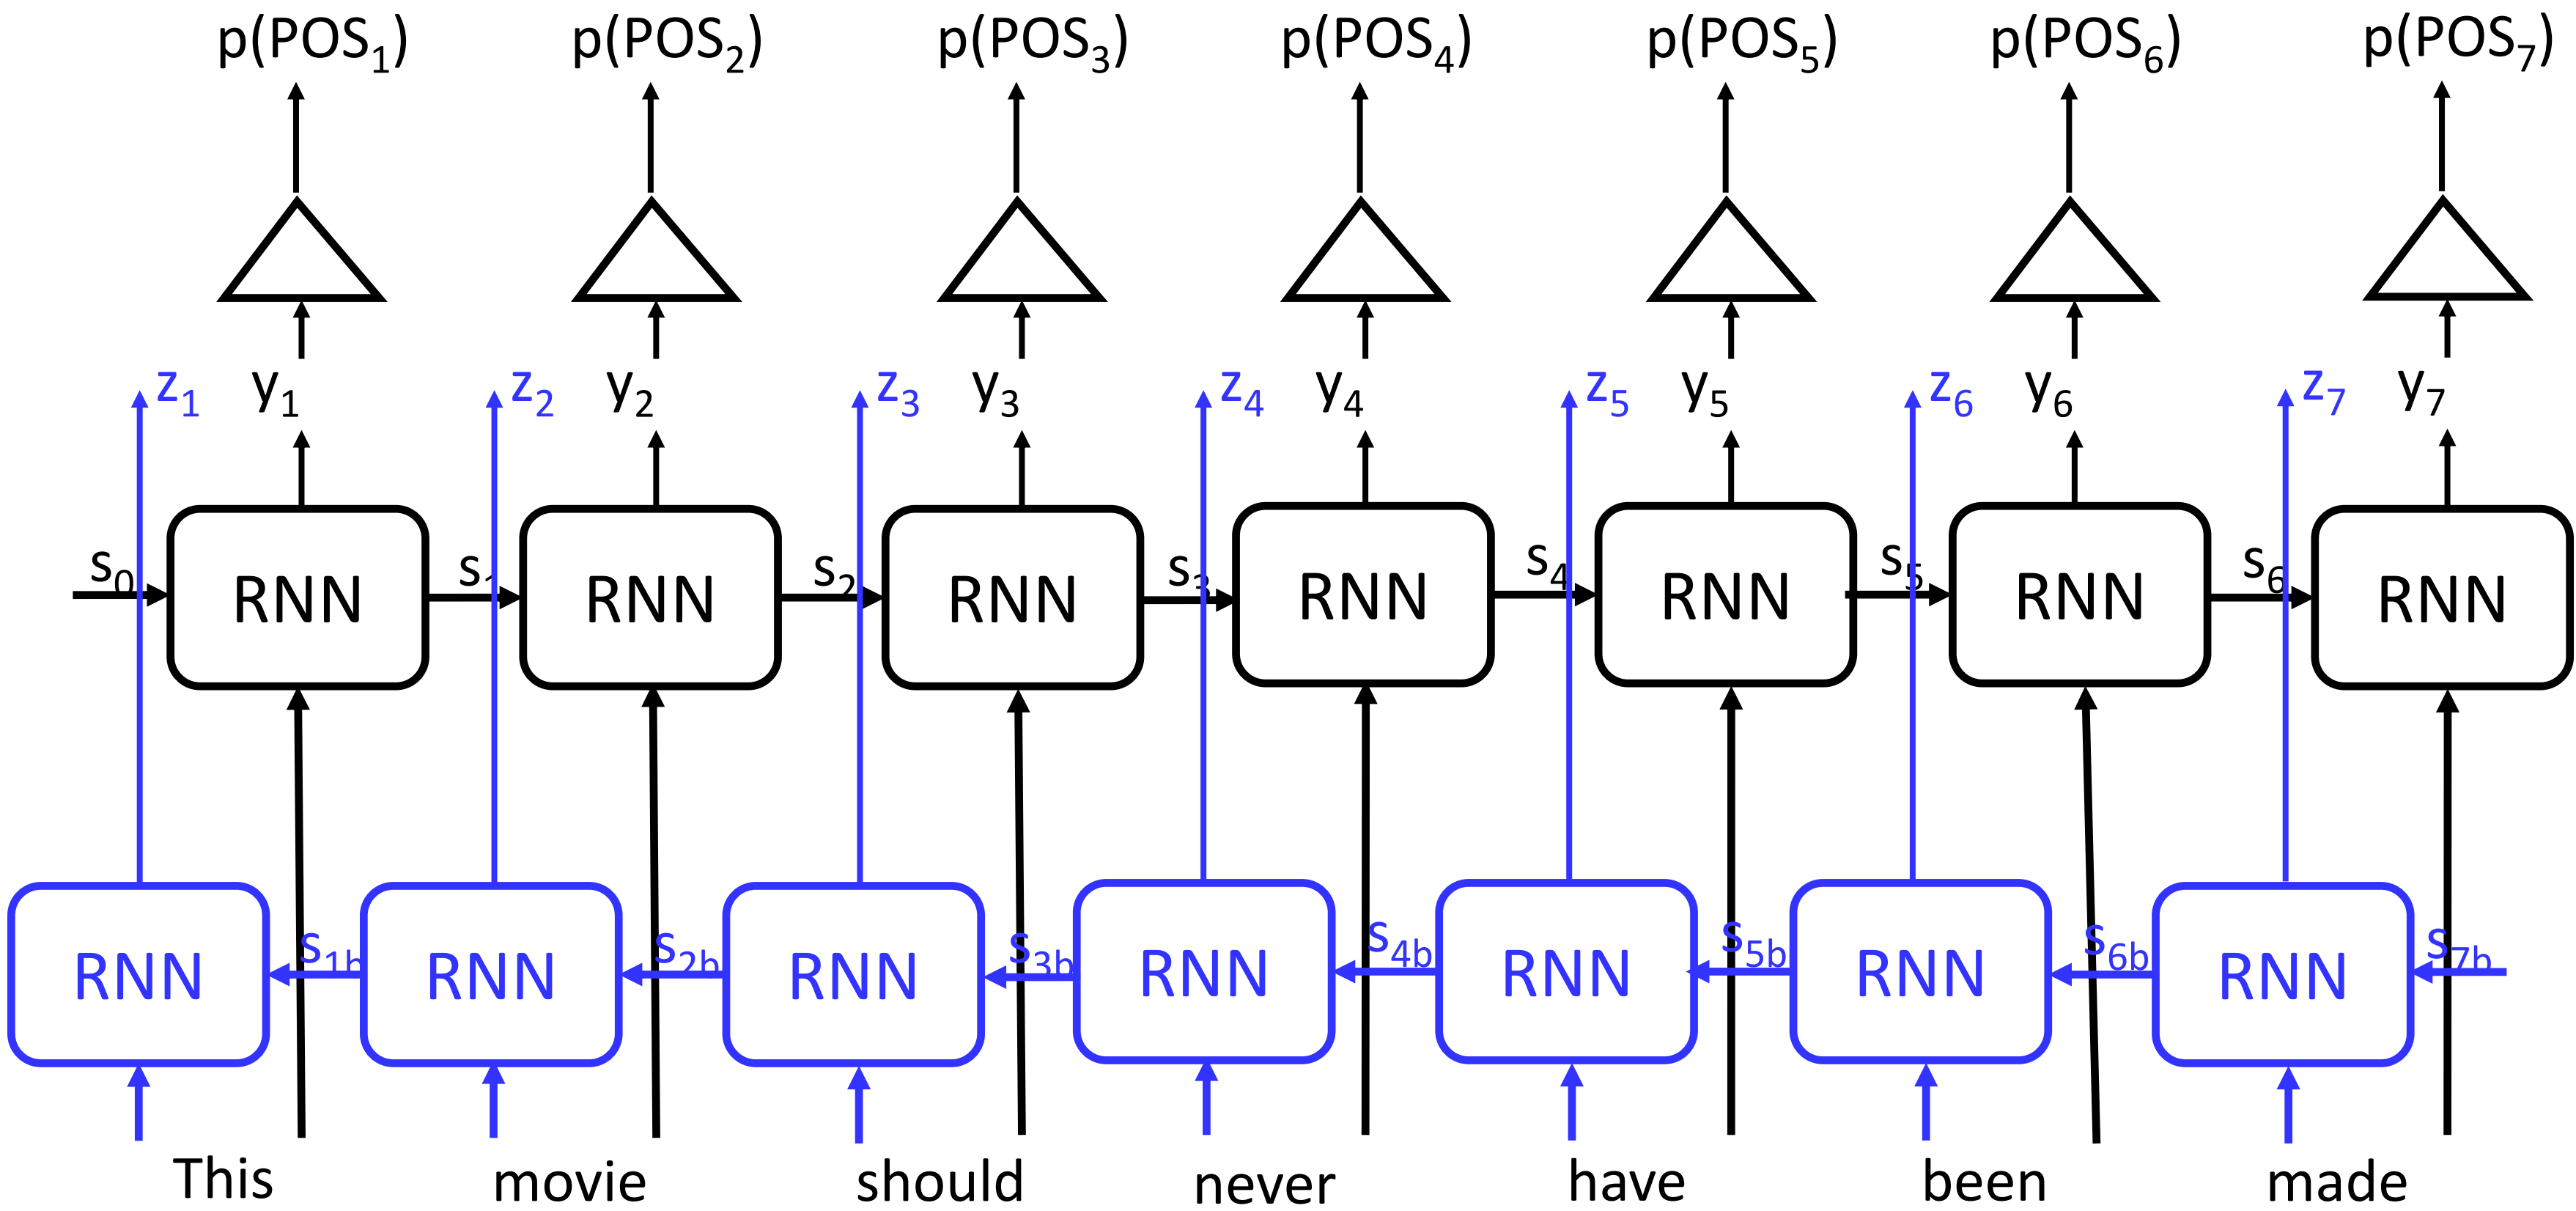 p(POS₁) p(POS₂) p(POS₃) p(POS₄) p(POS₅) p(POS₆) p(POS₇)
z₁ y₁ z₂ y₂ z₃ y₃ z₄ y₄ z₅ y₅ z₆ y₆ z₇ y₇
s₀ s₁ s₂ s₃ s₄ s₅ s₆
RNN RNN RNN RNN RNN RNN RNN
s₁b s₂b s₃b s₄b s₅b s₆b s₇b
RNN RNN RNN RNN RNN RNN RNN
This movie should never have been made